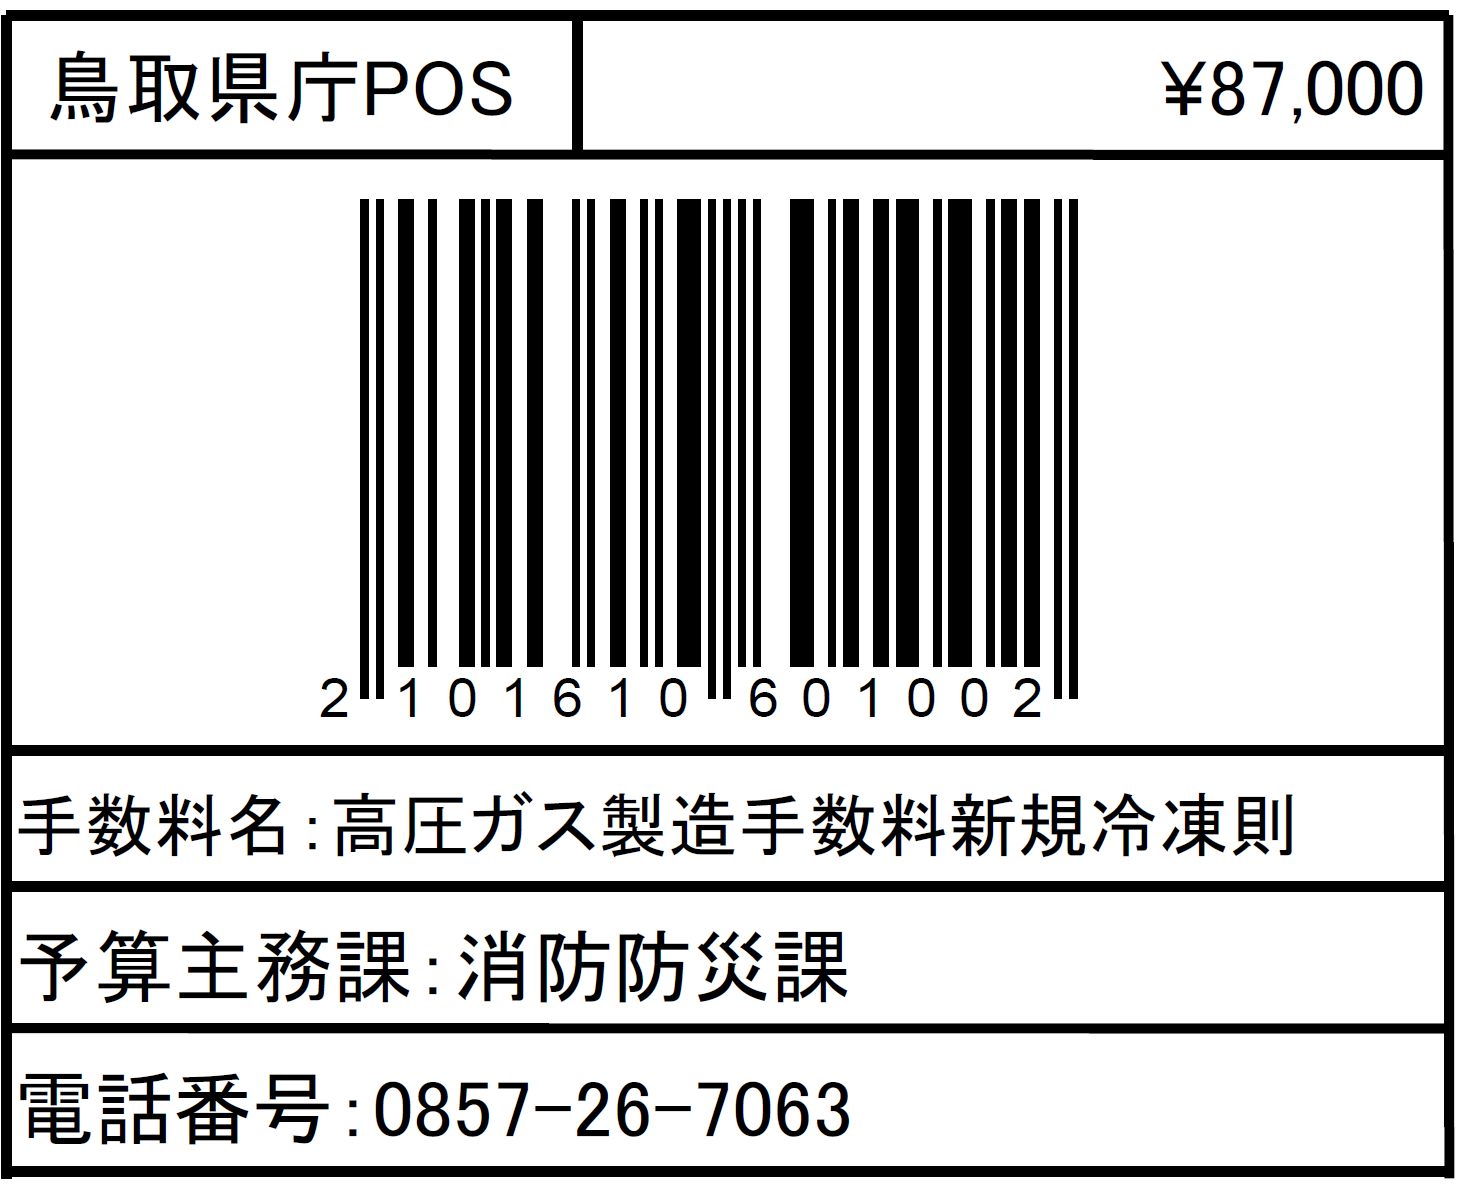 鳥取県庁POS ¥87,000
2 101610 601002
手数料名:高圧ガス製造手数料新規冷凍則
予算主務課:消防防災課
電話番号:0857-26-7063